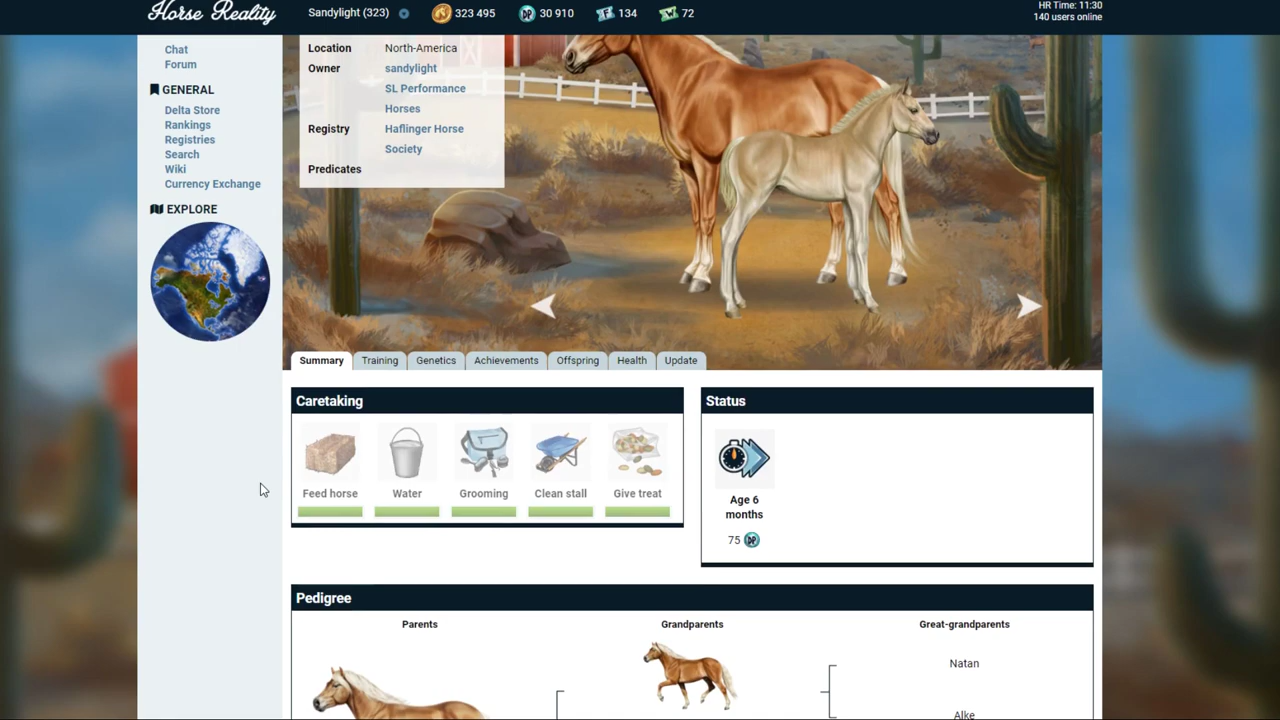 Horse Reality
Sandylight (323)
323 495
DP 30 910
134
72
HR Time: 11:30
140 users online
Chat
Forum
GENERAL
Delta Store
Rankings
Registries
Search
Wiki
Currency Exchange
EXPLORE
Location North-America
Owner sandylight
SL Performance
Horses
Registry Haflinger Horse
Society
Predicates
Summary Training Genetics Achievements Offspring Health Update
Caretaking
Feed horse Water Grooming Clean stall Give treat
Status
Age 6
months
75 DP
Pedigree
Parents Grandparents Great-grandparents
Natan
Alke